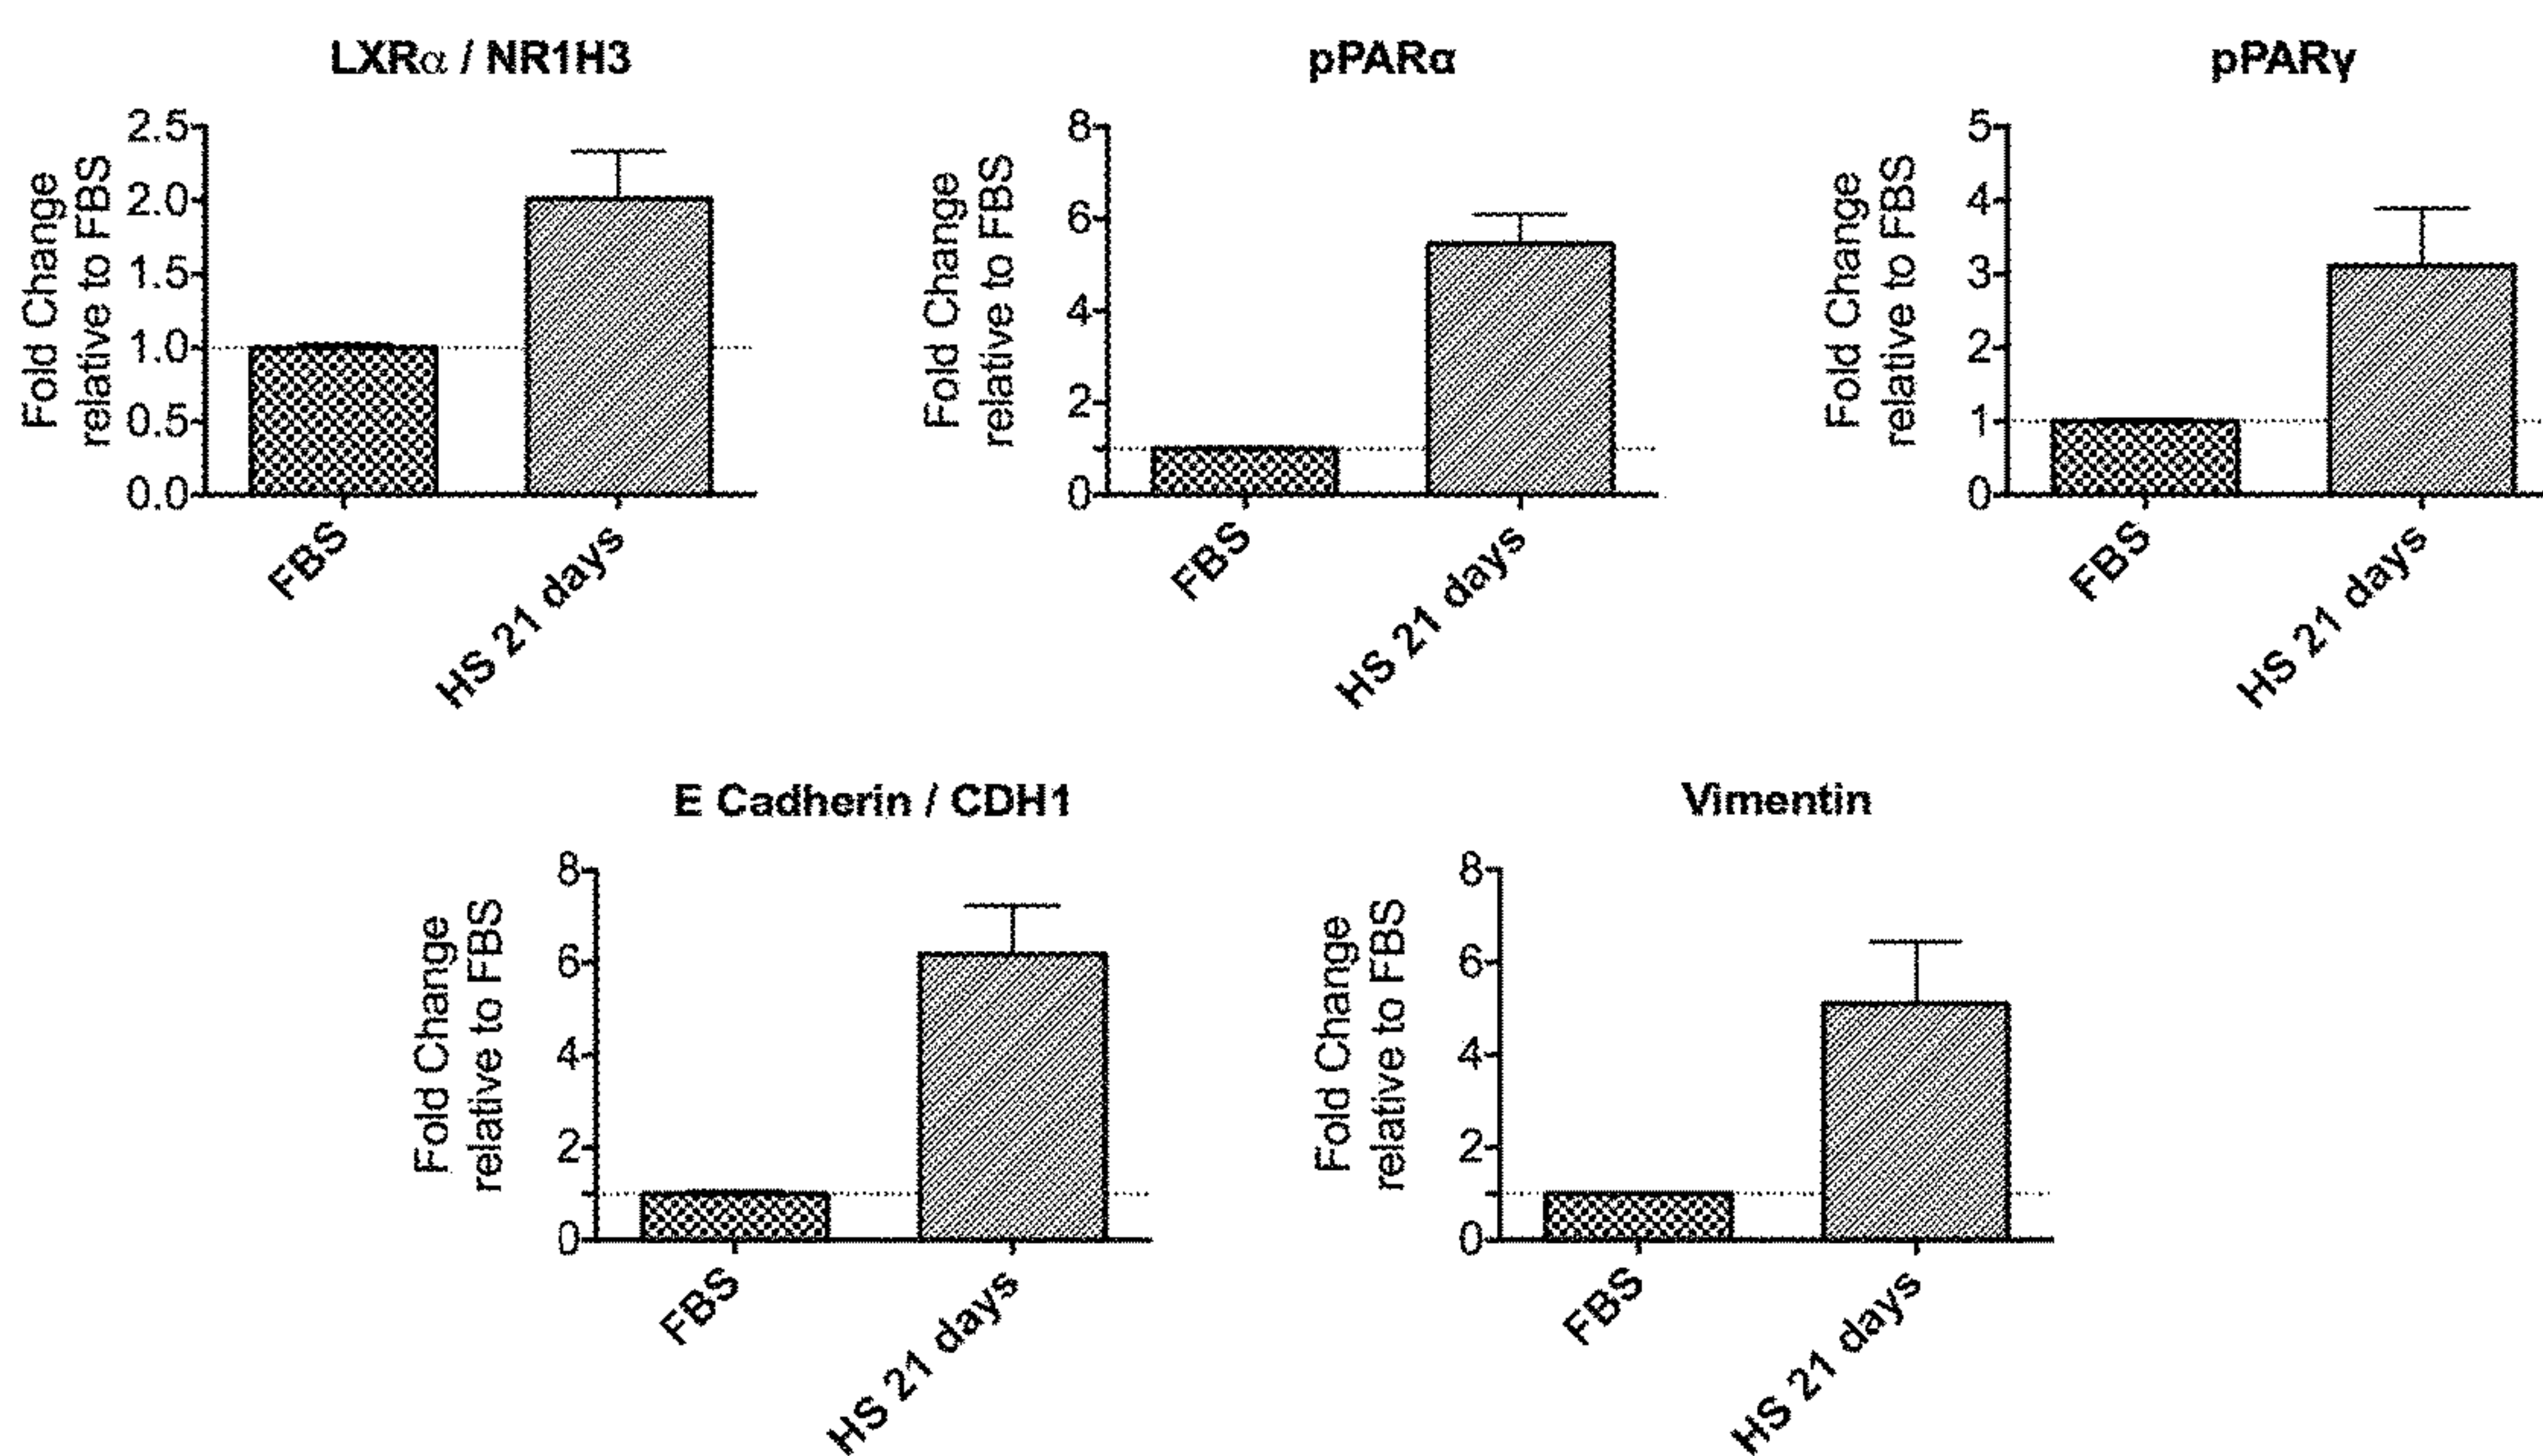 LXRα / NR1H3
Fold Change
relative to FBS
2.5
2.0
1.5
1.0
0.5
0.0
FBS
HS 21 days
pPARα
Fold Change
relative to FBS
8
6
4
2
0
FBS
HS 21 days
pPARγ
Fold Change
relative to FBS
5
4
3
2
1
0
FBS
HS 21 days
E Cadherin / CDH1
Fold Change
relative to FBS
8
6
4
2
0
FBS
HS 21 days
Vimentin
Fold Change
relative to FBS
8
6
4
2
0
FBS
HS 21 days